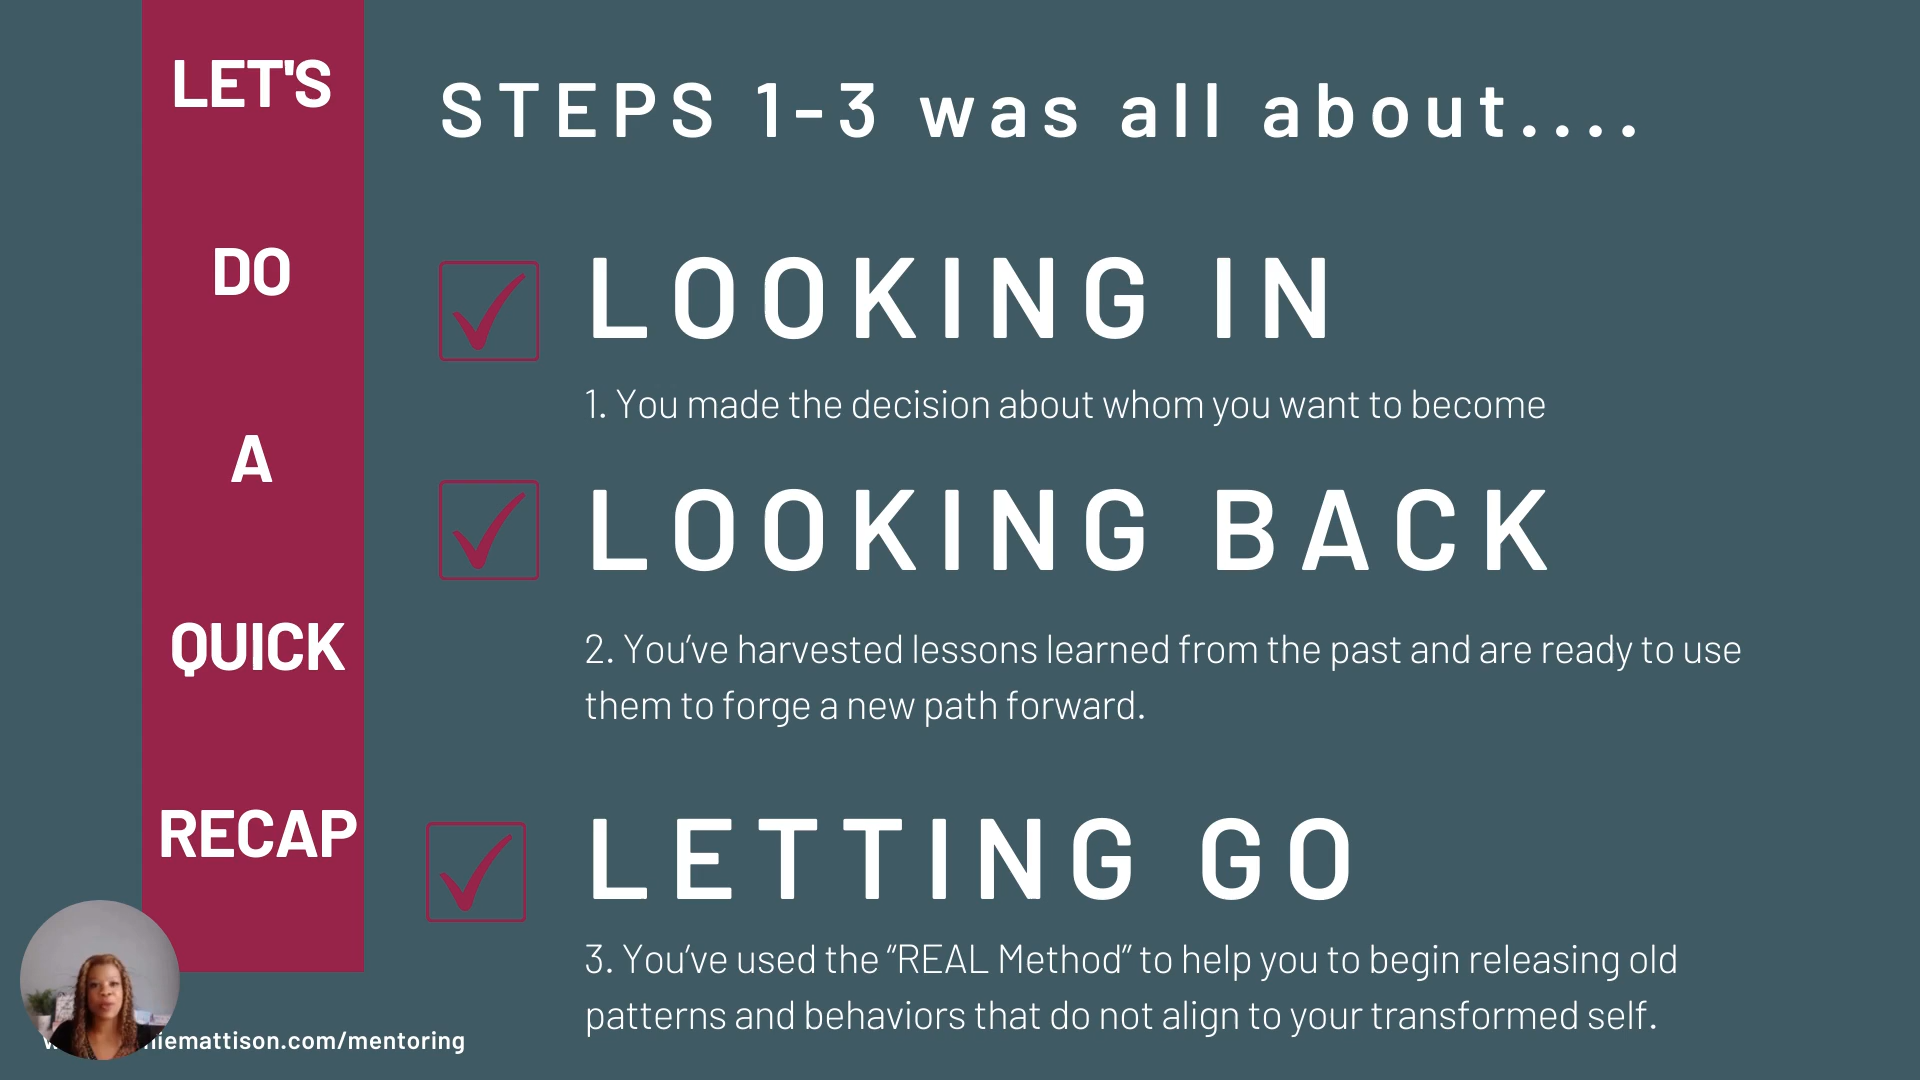 LET'S
DO
A
QUICK
RECAP
STEPS 1-3 was all about....
LOOKING IN
1. You made the decision about whom you want to become
LOOKING BACK
2. You’ve harvested lessons learned from the past and are ready to use
them to forge a new path forward.
LETTING GO
3. You’ve used the “REAL Method” to help you to begin releasing old
patterns and behaviors that do not align to your transformed self.
iemattison.com/mentoring